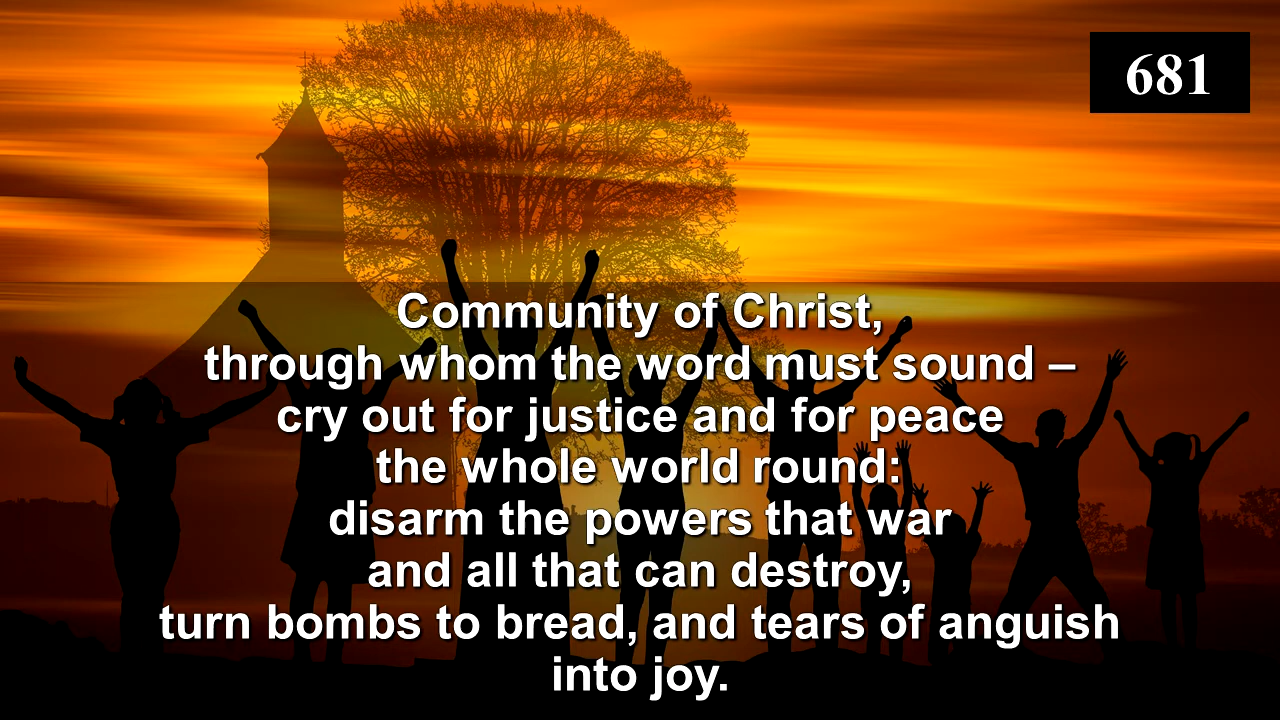 681
Community of Christ,
through whom the word must sound –
cry out for justice and for peace
the whole world round:
disarm the powers that war
and all that can destroy,
turn bombs to bread, and tears of anguish
into joy.